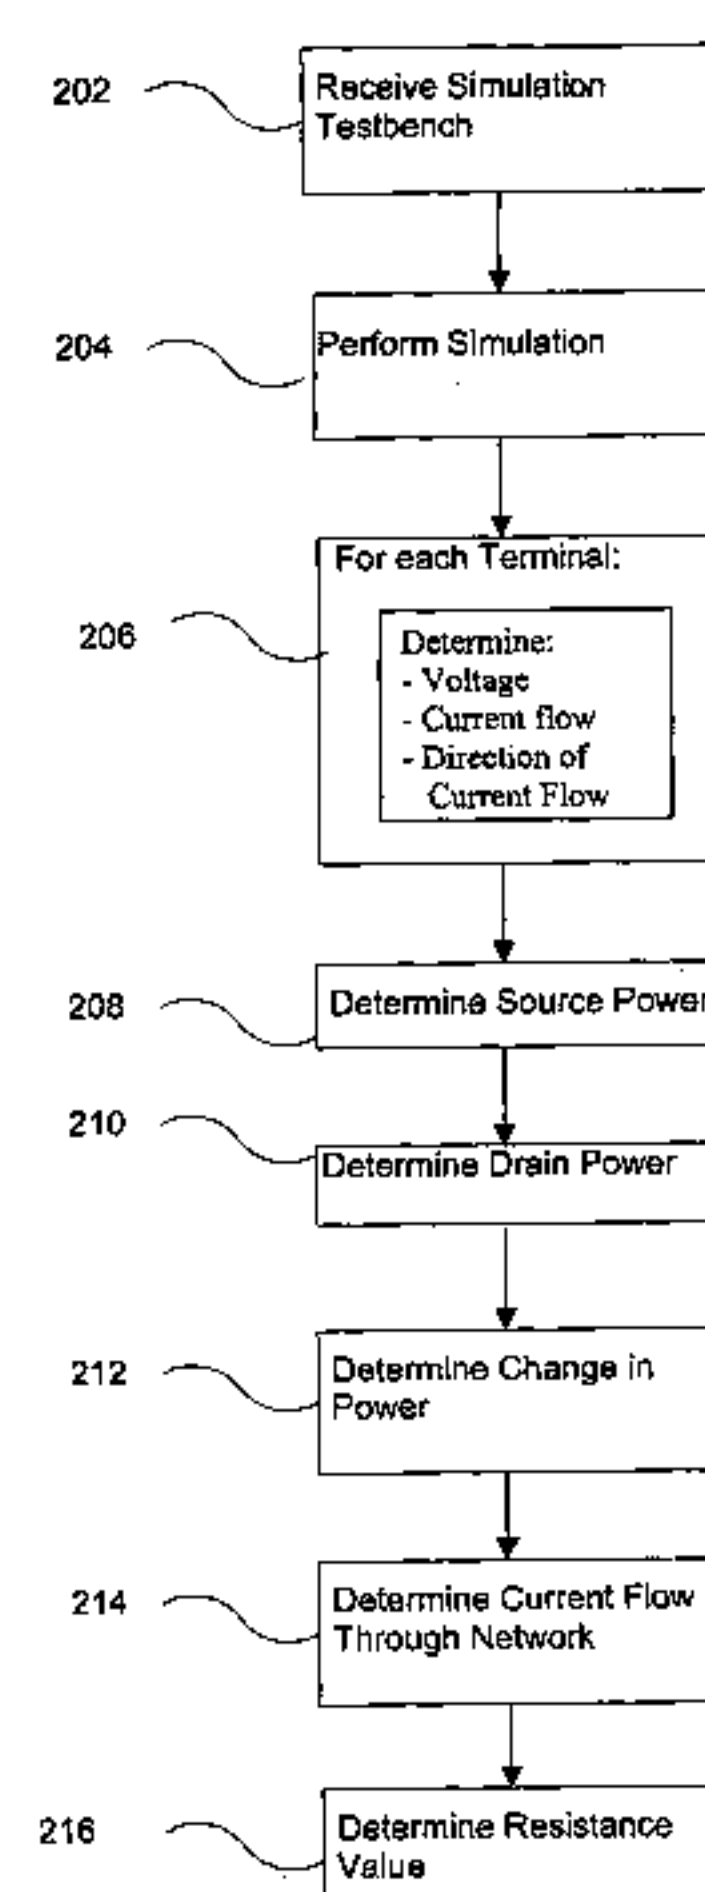 202
Receive Simulation
Testbench
204
Perform Simulation
For each Terminal:
206
Determine:
- Voltage
- Current flow
- Direction of
Current Flow
208
Determine Source Power
210
Determine Drain Power
212
Determine Change in
Power
214
Determine Current Flow
Through Network
216
Determine Resistance
Value